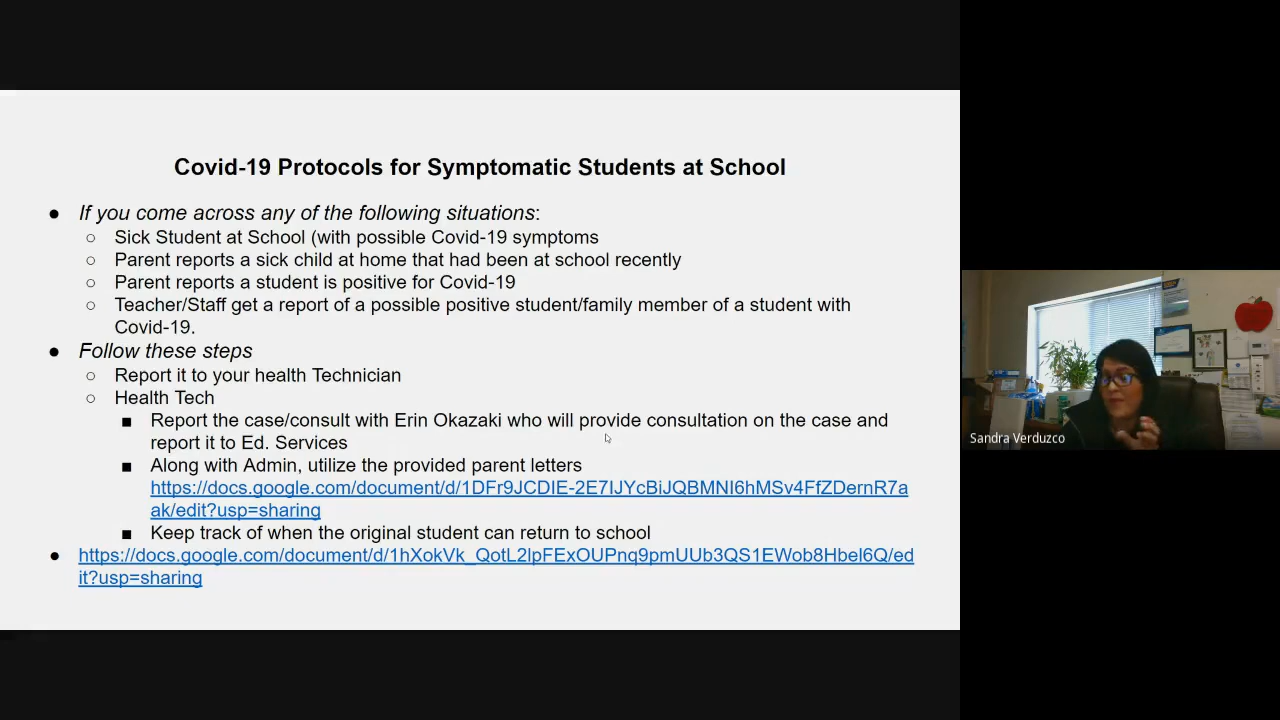 Covid-19 Protocols for Symptomatic Students at School
● If you come across any of the following situations:
○ Sick Student at School (with possible Covid-19 symptoms
○ Parent reports a sick child at home that had been at school recently
○ Parent reports a student is positive for Covid-19
○ Teacher/Staff get a report of a possible positive student/family member of a student with
Covid-19.
● Follow these steps
○ Report it to your health Technician
○ Health Tech
■ Report the case/consult with Erin Okazaki who will provide consultation on the case and
report it to Ed. Services
■ Along with Admin, utilize the provided parent letters
https://docs.google.com/document/d/1DFr9JCDIE-2E7IJYcBiJQBMNI6hMSv4FfZDernR7a
ak/edit?usp=sharing
■ Keep track of when the original student can return to school
● https://docs.google.com/document/d/1hXokVk_QotL2lpFExOUPnq9pmUUb3QS1EWob8Hbel6Q/ed
it?usp=sharing
Sandra Verduzco